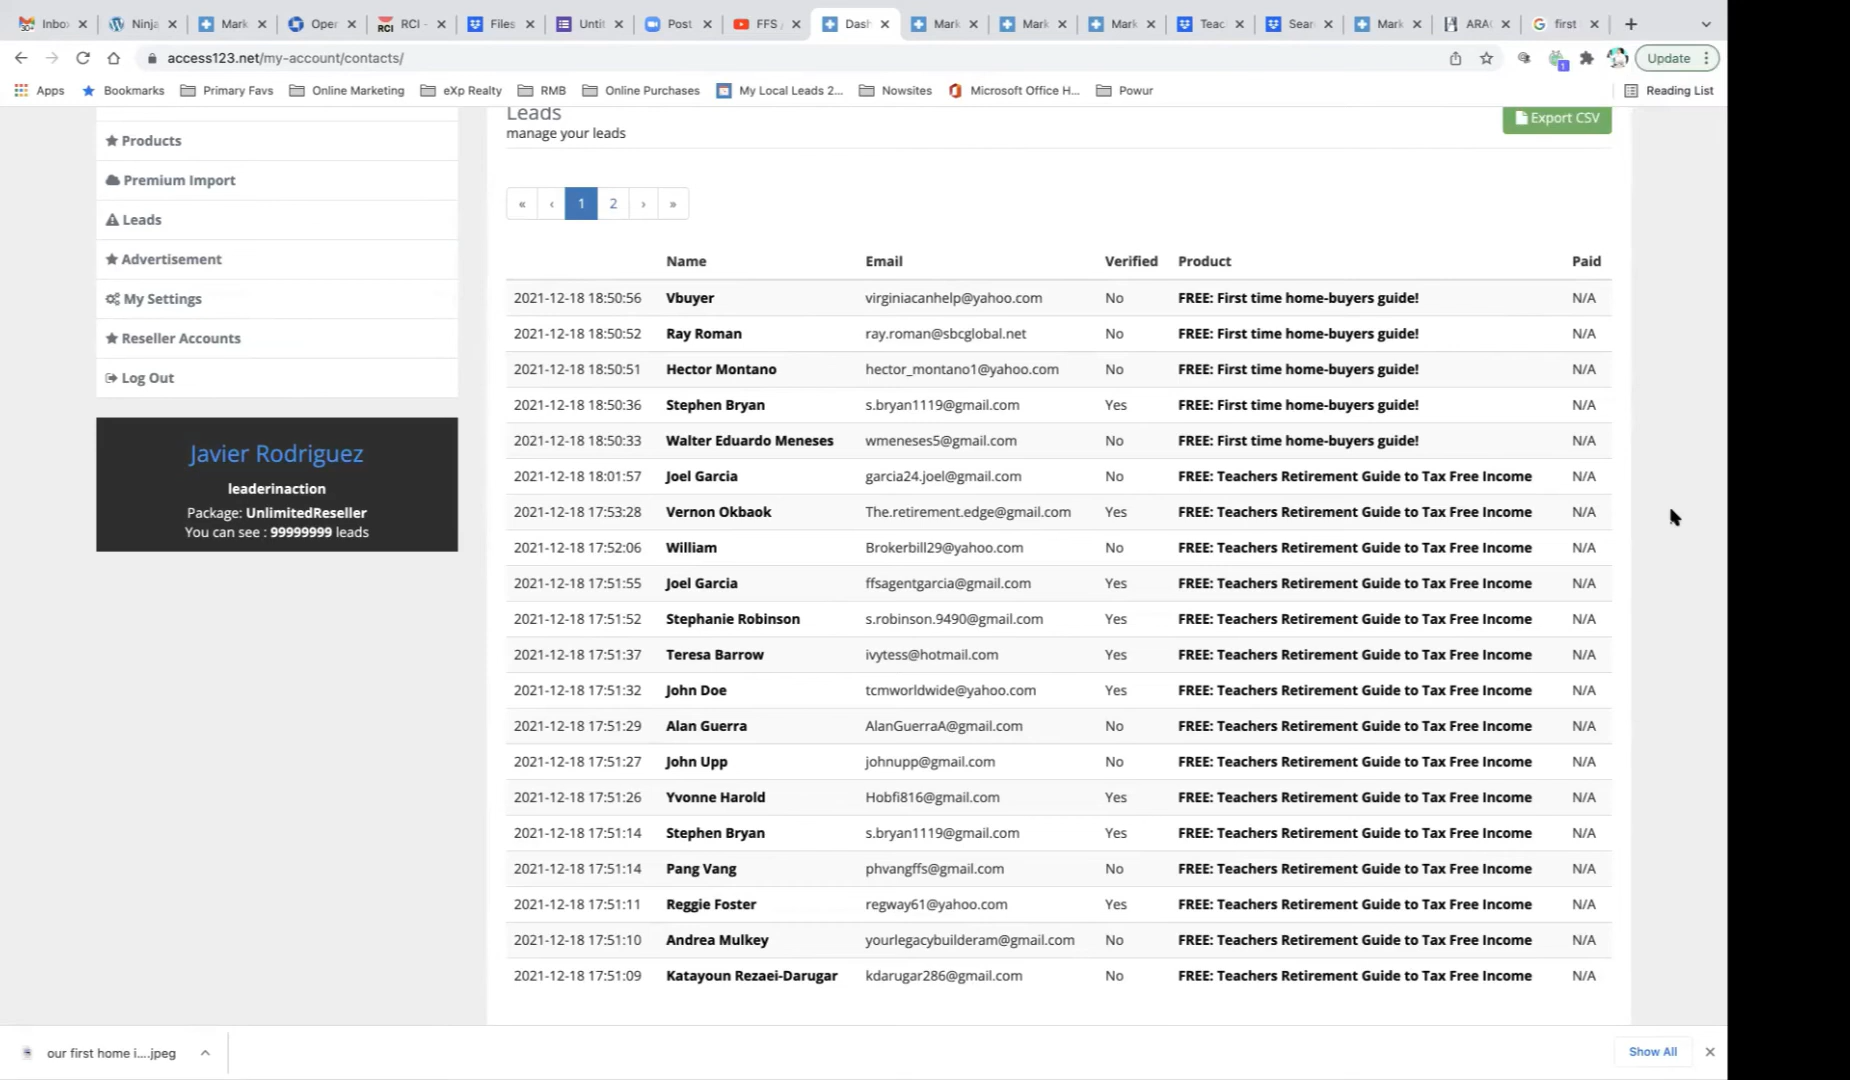 Inbox Ninja Mark Oper RCI - Files Untit Post FFS / Dash Mark Mark Mark Teac Sear Mark ARAC first
access123.net/my-account/contacts/
Update
Apps Bookmarks Primary Favs Online Marketing eXp Realty RMB Online Purchases My Local Leads 2... Nowsites Microsoft Office H... Powur Reading List
Products
Premium Import
Leads
Advertisement
My Settings
Reseller Accounts
Log Out
Javier Rodriguez
leaderinaction
Package: UnlimitedReseller
You can see : 99999999 leads
Leads
manage your leads
Export CSV
« ‹ 1 2 › »
Name Email Verified Product Paid
2021-12-18 18:50:56 Vbuyer virginiacanhelp@yahoo.com No FREE: First time home-buyers guide! N/A
2021-12-18 18:50:52 Ray Roman ray.roman@sbcglobal.net No FREE: First time home-buyers guide! N/A
2021-12-18 18:50:51 Hector Montano hector_montano1@yahoo.com No FREE: First time home-buyers guide! N/A
2021-12-18 18:50:36 Stephen Bryan s.bryan1119@gmail.com Yes FREE: First time home-buyers guide! N/A
2021-12-18 18:50:33 Walter Eduardo Meneses wmeneses5@gmail.com No FREE: First time home-buyers guide! N/A
2021-12-18 18:01:57 Joel Garcia garcia24.joel@gmail.com No FREE: Teachers Retirement Guide to Tax Free Income N/A
2021-12-18 17:53:28 Vernon Okbaok The.retirement.edge@gmail.com Yes FREE: Teachers Retirement Guide to Tax Free Income N/A
2021-12-18 17:52:06 William Brokerbill29@yahoo.com No FREE: Teachers Retirement Guide to Tax Free Income N/A
2021-12-18 17:51:55 Joel Garcia ffsagentgarcia@gmail.com Yes FREE: Teachers Retirement Guide to Tax Free Income N/A
2021-12-18 17:51:52 Stephanie Robinson s.robinson.9490@gmail.com Yes FREE: Teachers Retirement Guide to Tax Free Income N/A
2021-12-18 17:51:37 Teresa Barrow ivytess@hotmail.com Yes FREE: Teachers Retirement Guide to Tax Free Income N/A
2021-12-18 17:51:32 John Doe tcmworldwide@yahoo.com Yes FREE: Teachers Retirement Guide to Tax Free Income N/A
2021-12-18 17:51:29 Alan Guerra AlanGuerraA@gmail.com No FREE: Teachers Retirement Guide to Tax Free Income N/A
2021-12-18 17:51:27 John Upp johnupp@gmail.com No FREE: Teachers Retirement Guide to Tax Free Income N/A
2021-12-18 17:51:26 Yvonne Harold Hobfi816@gmail.com Yes FREE: Teachers Retirement Guide to Tax Free Income N/A
2021-12-18 17:51:14 Stephen Bryan s.bryan1119@gmail.com Yes FREE: Teachers Retirement Guide to Tax Free Income N/A
2021-12-18 17:51:14 Pang Vang phvangffs@gmail.com No FREE: Teachers Retirement Guide to Tax Free Income N/A
2021-12-18 17:51:11 Reggie Foster regway61@yahoo.com Yes FREE: Teachers Retirement Guide to Tax Free Income N/A
2021-12-18 17:51:10 Andrea Mulkey yourlegacybuilderam@gmail.com No FREE: Teachers Retirement Guide to Tax Free Income N/A
2021-12-18 17:51:09 Katayoun Rezaei-Darugar kdarugar286@gmail.com No FREE: Teachers Retirement Guide to Tax Free Income N/A
our first home i....jpeg
Show All